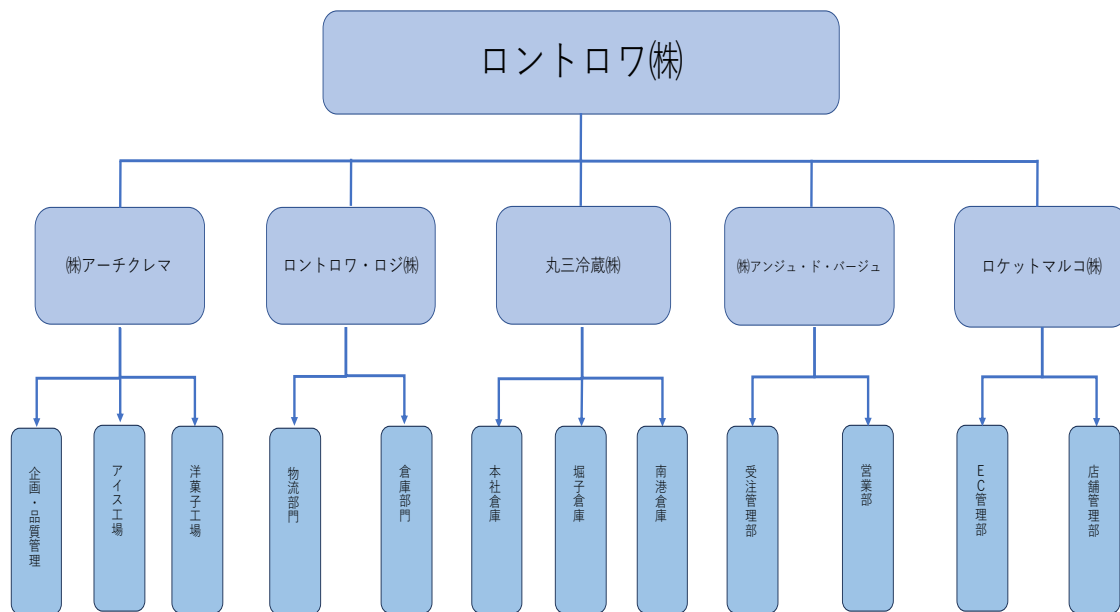 ロントロワ㈱
㈱アーチクレマ
ロントロワ・ロジ㈱
丸三冷蔵㈱
㈱アンジュ・ド・バージュ
ロケットマルコ㈱
企画・品質管理
アイス工場
洋菓子工場
物流部門
倉庫部門
本社倉庫
堀子倉庫
南港倉庫
受注管理部
営業部
EC管理部
店舗管理部